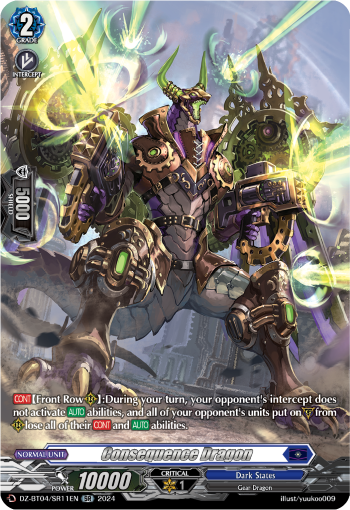 2
GRADE
INTERCEPT
5000
SHIELD
CONT【Front Row R】:During your turn, your opponent's intercept does
not activate AUTO abilities, and all of your opponent's units put on G from
R lose all of their CONT and AUTO abilities.
NORMAL UNIT
Consequence Dragon
POWER 10000
CRITICAL
1
Dark States
Gear Dragon
DZ-BT04/SR11EN SR 2024
illust/yuukoo009